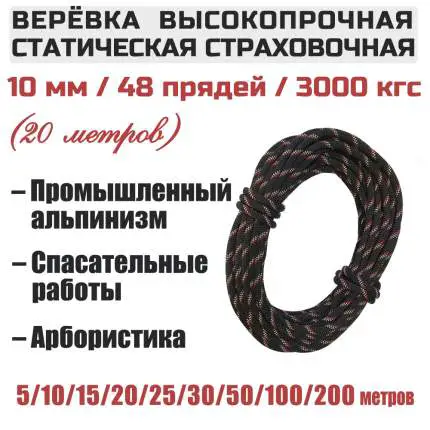 ВЕРЁВКА ВЫСОКОПРОЧНАЯ
СТАТИЧЕСКАЯ СТРАХОВОЧНАЯ
10 мм / 48 прядей / 3000 кгс
(20 метров)
– Промышленный
альпинизм
– Спасательные
работы
– Арбористика
5/10/15/20/25/30/50/100/200 метров